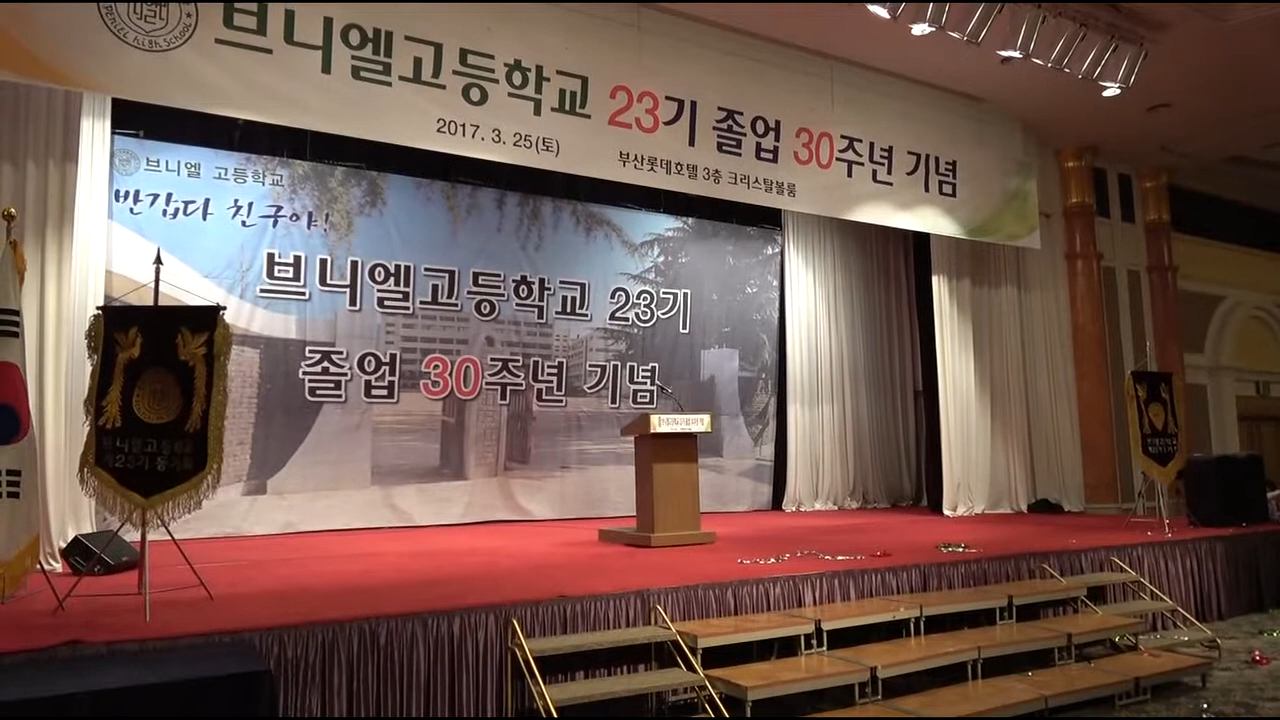 Peniel High School
브니엘고등학교 23기 졸업 30주년 기념
2017. 3. 25(토)
부산롯데호텔 3층 크리스탈볼룸
브니엘 고등학교
반갑다 친구야!
브니엘고등학교 23기
졸업 30주년 기념
브니엘고등학교
제23기 동기회